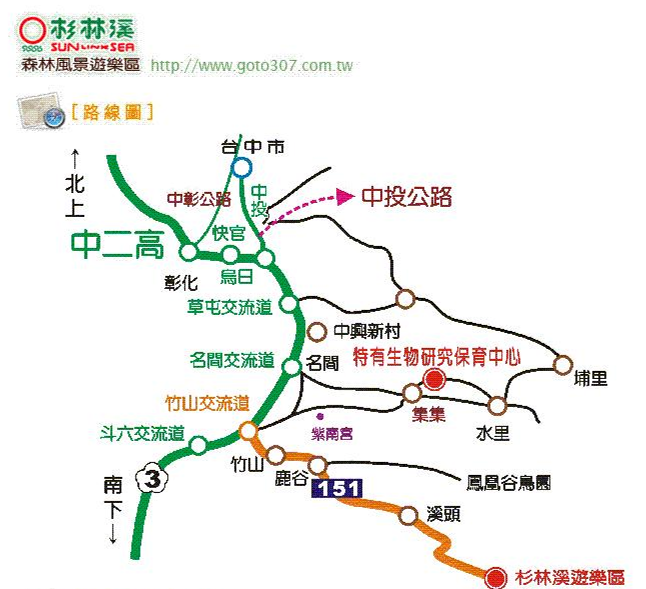 杉林溪
SUNLINKSEA
森林風景遊樂區 http://www.goto307.com.tw
[路線圖]
台中市
←北上
中彰公路
中投
中投公路
快官
中二高
烏日
彰化
草屯交流道
中興新村
名間交流道
名間
特有生物研究保育中心
埔里
竹山交流道
集集
紫南宮
水里
斗六交流道
竹山
鹿谷
3
151
鳳凰谷鳥園
南下→
溪頭
杉林溪遊樂區